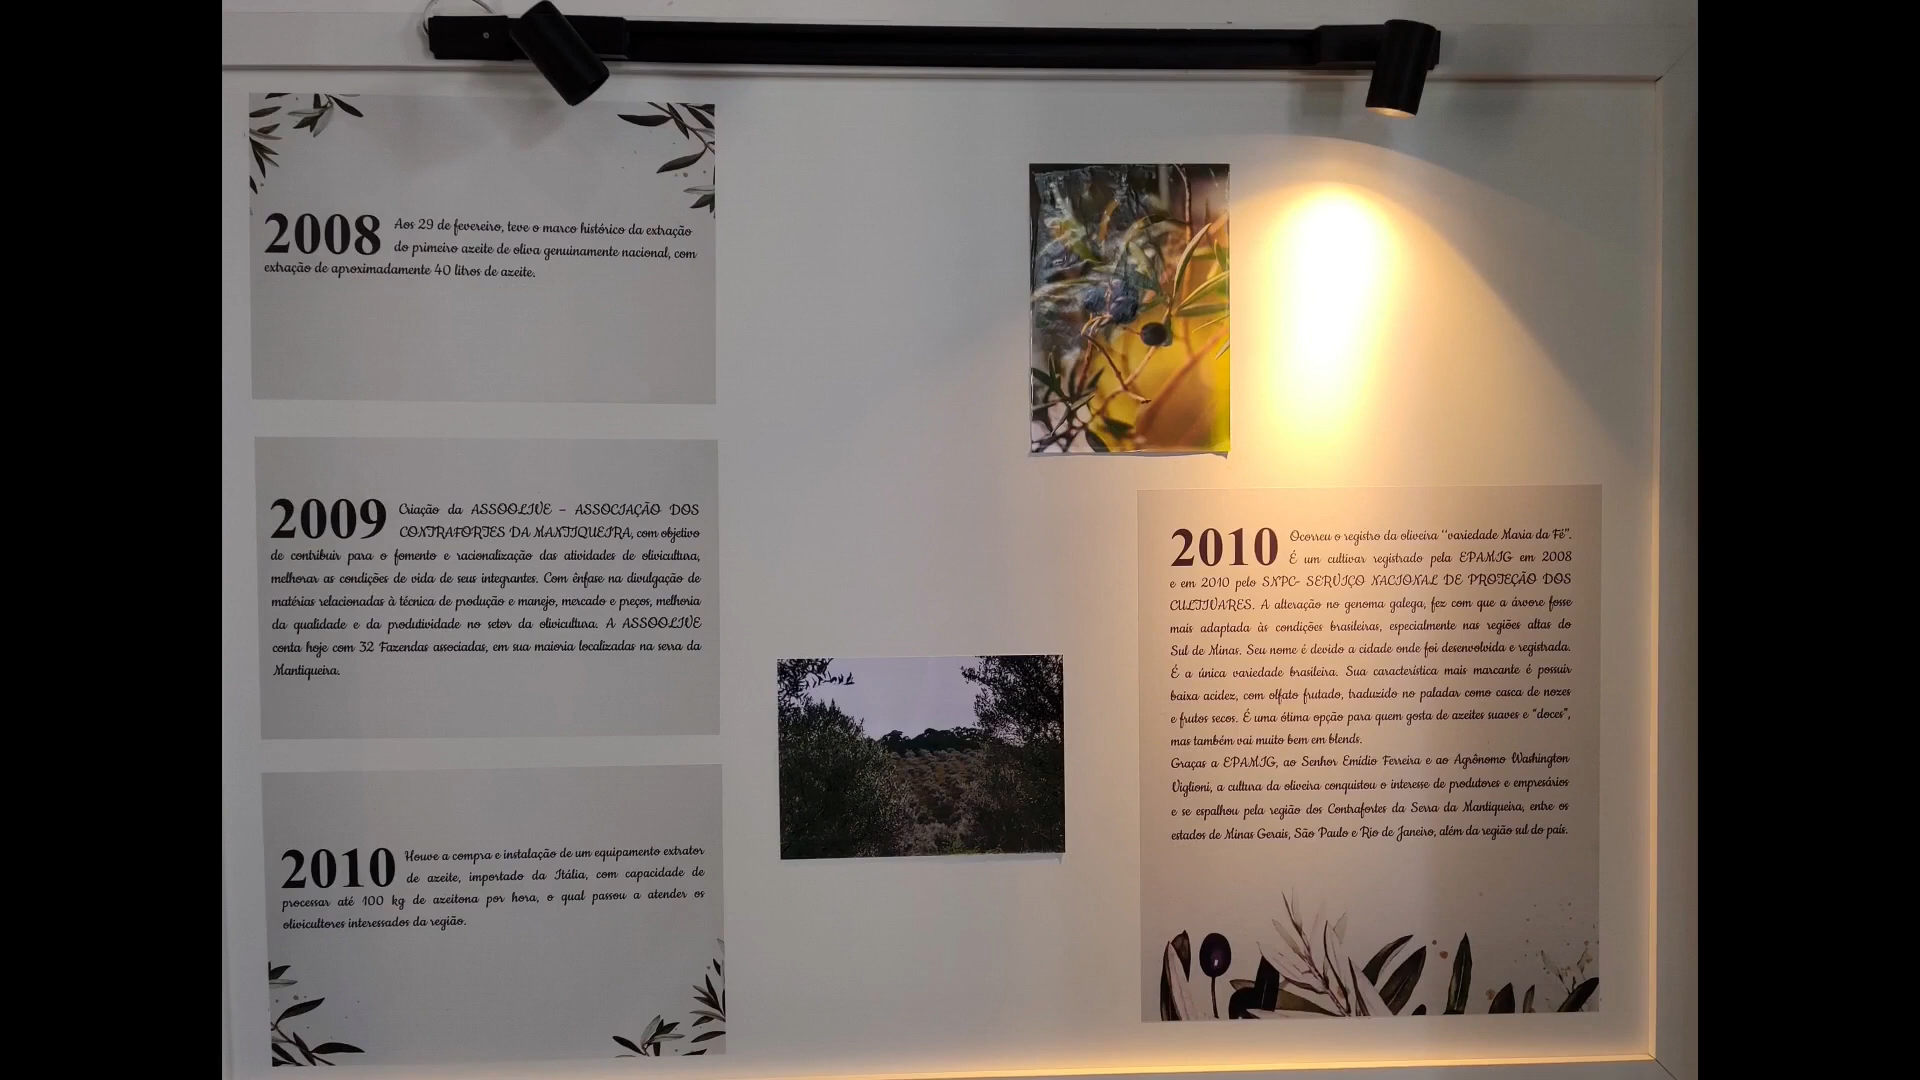 2008 Aos 29 de fevereiro, teve o marco histórico da extração
do primeiro azeite de oliva genuinamente nacional, com
extração de aproximadamente 40 litros de azeite.
2009 Criação da ASSOOLIVE – ASSOCIAÇÃO DOS
CONTRAFORTES DA MANTIQUEIRA, com objetivo
de contribuir para o fomento e racionalização das atividades de olivicultura,
melhorar as condições de vida de seus integrantes. Com ênfase na divulgação de
matérias relacionadas à técnica de produção e manejo, mercado e preços, melhoria
da qualidade e da produtividade no setor da olivicultura. A ASSOOLIVE
conta hoje com 32 Fazendas associadas, em sua maioria localizadas na serra da
Mantiqueira.
2010 Houve a compra e instalação de um equipamento extrator
de azeite, importado da Itália, com capacidade de
processar até 100 kg de azeitona por hora, o qual passou a atender os
olivicultores interessados da região.
2010 Ocorreu o registro da oliveira “variedade Maria da Fé”.
É um cultivar registrado pela EPAMIG em 2008
e em 2010 pelo SNPC- SERVIÇO NACIONAL DE PROTEÇÃO DOS
CULTIVARES. A alteração no genoma galega, fez com que a árvore fosse
mais adaptada às condições brasileiras, especialmente nas regiões altas do
Sul de Minas. Seu nome é devido a cidade onde foi desenvolvida e registrada.
É a única variedade brasileira. Sua característica mais marcante é possuir
baixa acidez, com olfato frutado, traduzido no paladar como casca de nozes
e frutos secos. É uma ótima opção para quem gosta de azeites suaves e “doces”,
mas também vai muito bem em blends.
Graças a EPAMIG, ao Senhor Emídio Ferreira e ao Agrônomo Washington
Viglioni, a cultura da oliveira conquistou o interesse de produtores e empresários
e se espalhou pela região dos Contrafortes da Serra da Mantiqueira, entre os
estados de Minas Gerais, São Paulo e Rio de Janeiro, além da região sul do país.